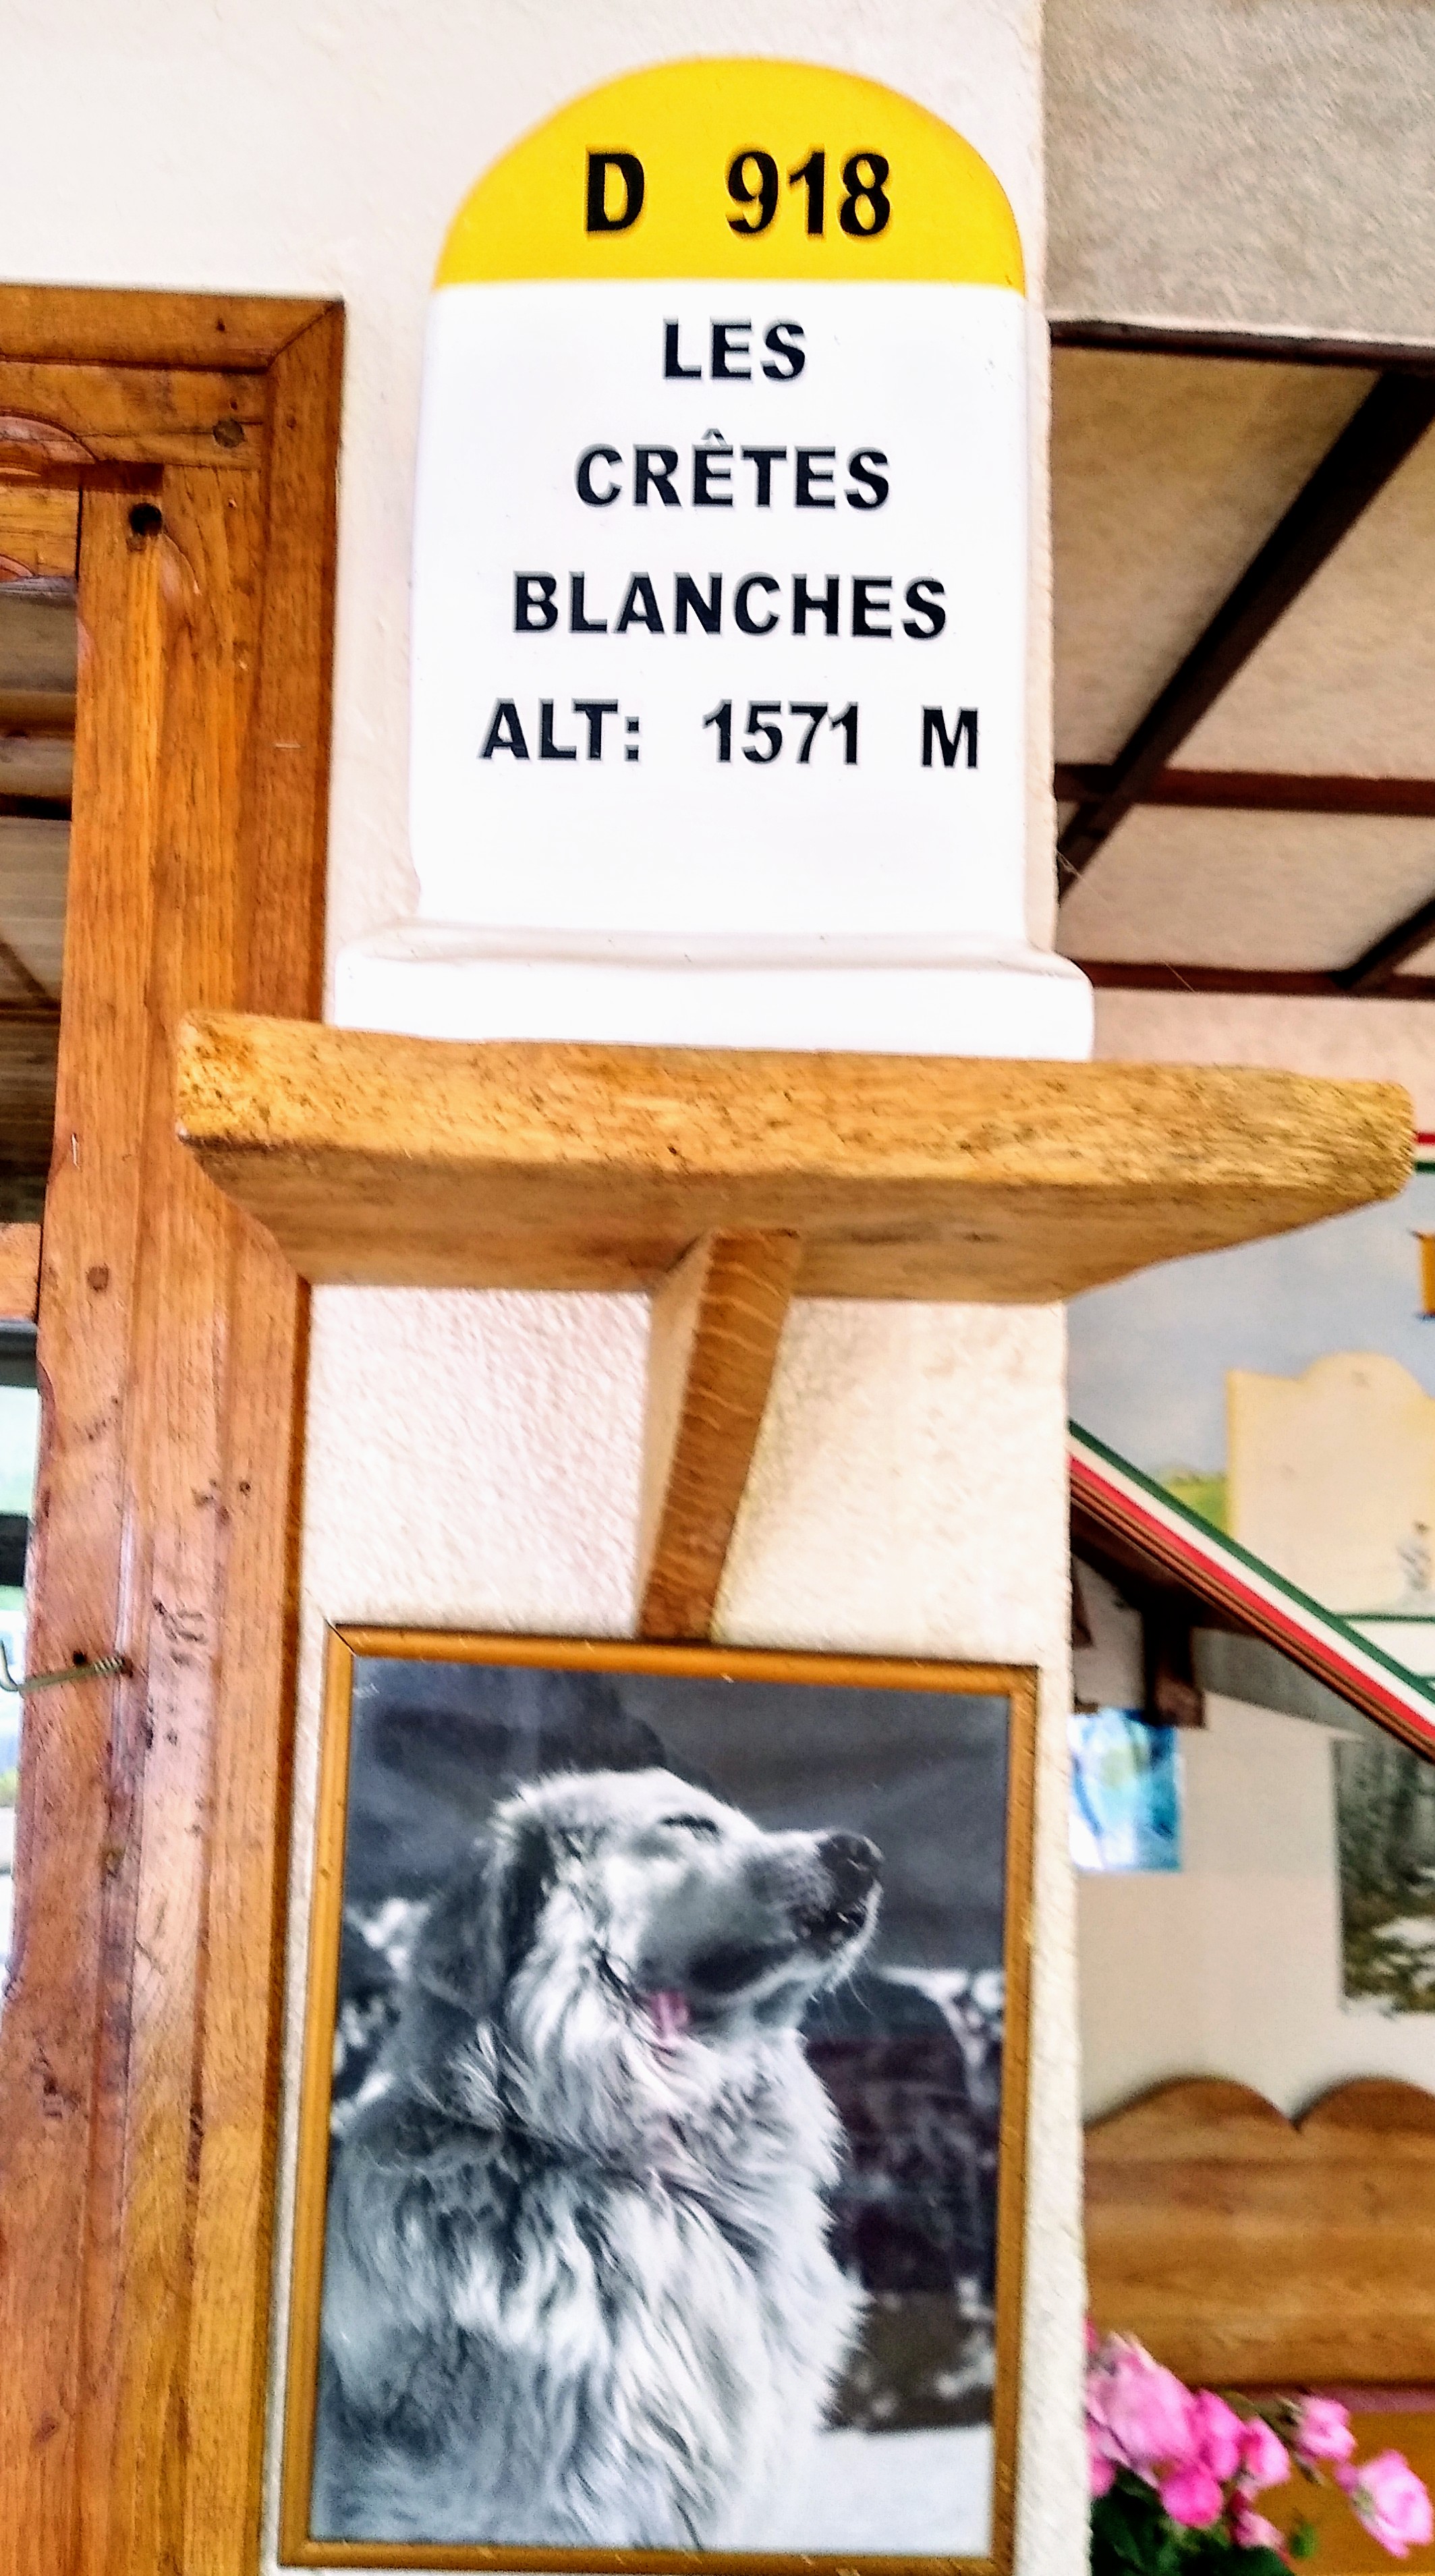 D 918
LES
CRÊTES
BLANCHES
ALT: 1571 M